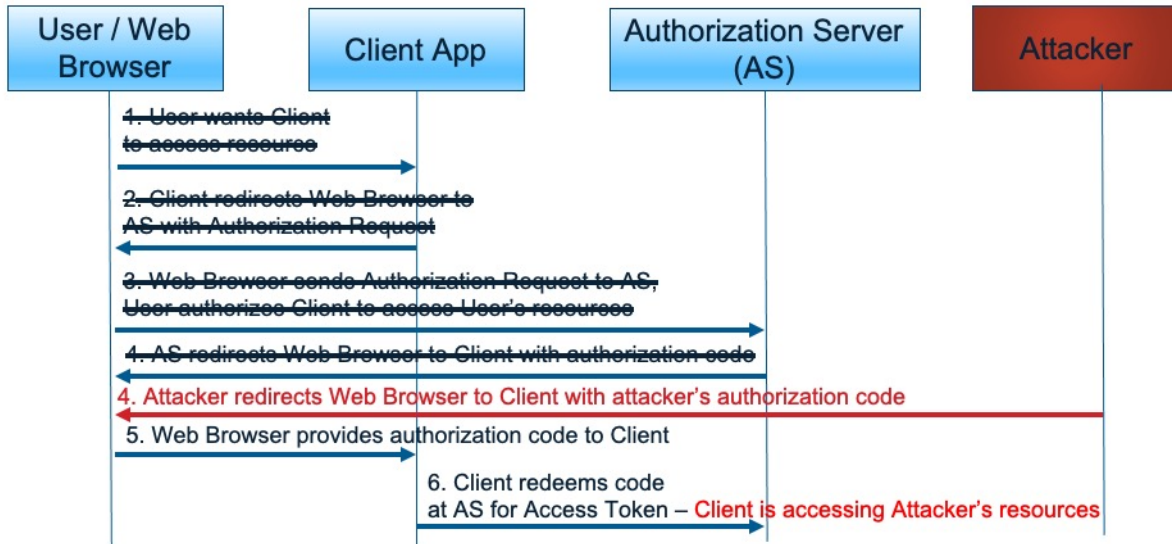 User / Web
Browser
Client App
Authorization Server
(AS)
Attacker
1. User wants Client
to access resource
2. Client redirects Web Browser to
AS with Authorization Request
3. Web Browser sends Authorization Request to AS,
User authorizes Client to access User's resources
4. AS redirects Web Browser to Client with authorization code
4. Attacker redirects Web Browser to Client with attacker's authorization code
5. Web Browser provides authorization code to Client
6. Client redeems code
at AS for Access Token – Client is accessing Attacker's resources